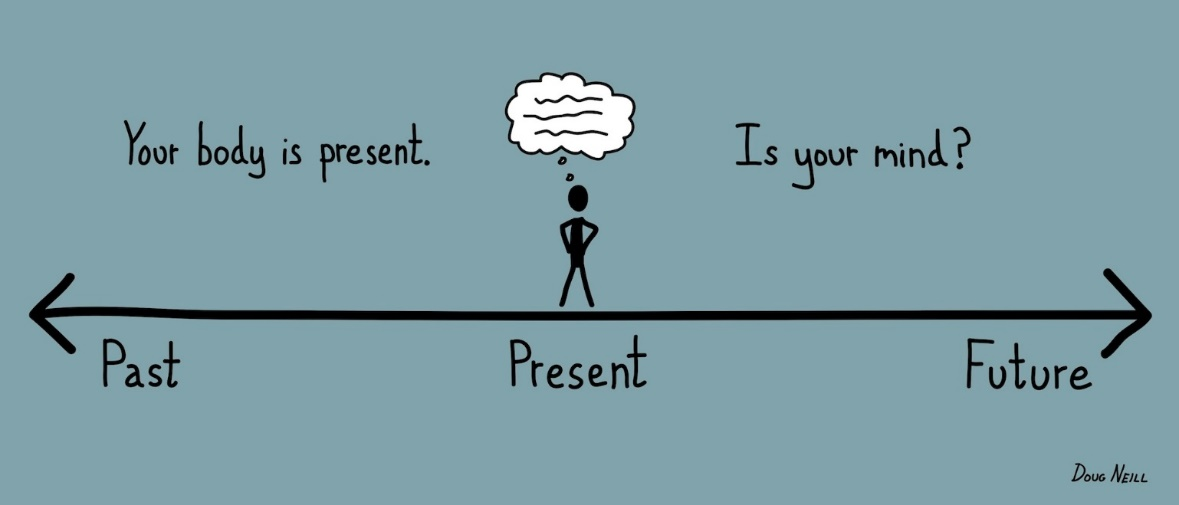 Your body is present.
Is your mind?
Past
Present
Future
Doug Neill